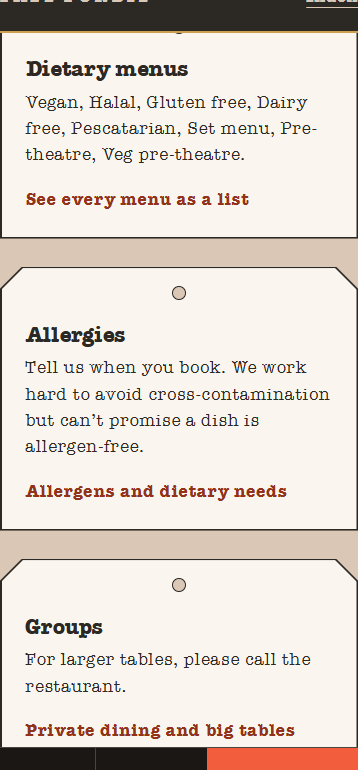 Dietary menus
Vegan, Halal, Gluten free, Dairy
free, Pescatarian, Set menu, Pre-
theatre, Veg pre-theatre.
See every menu as a list
Allergies
Tell us when you book. We work
hard to avoid cross-contamination
but can’t promise a dish is
allergen-free.
Allergens and dietary needs
Groups
For larger tables, please call the
restaurant.
Private dining and big tables